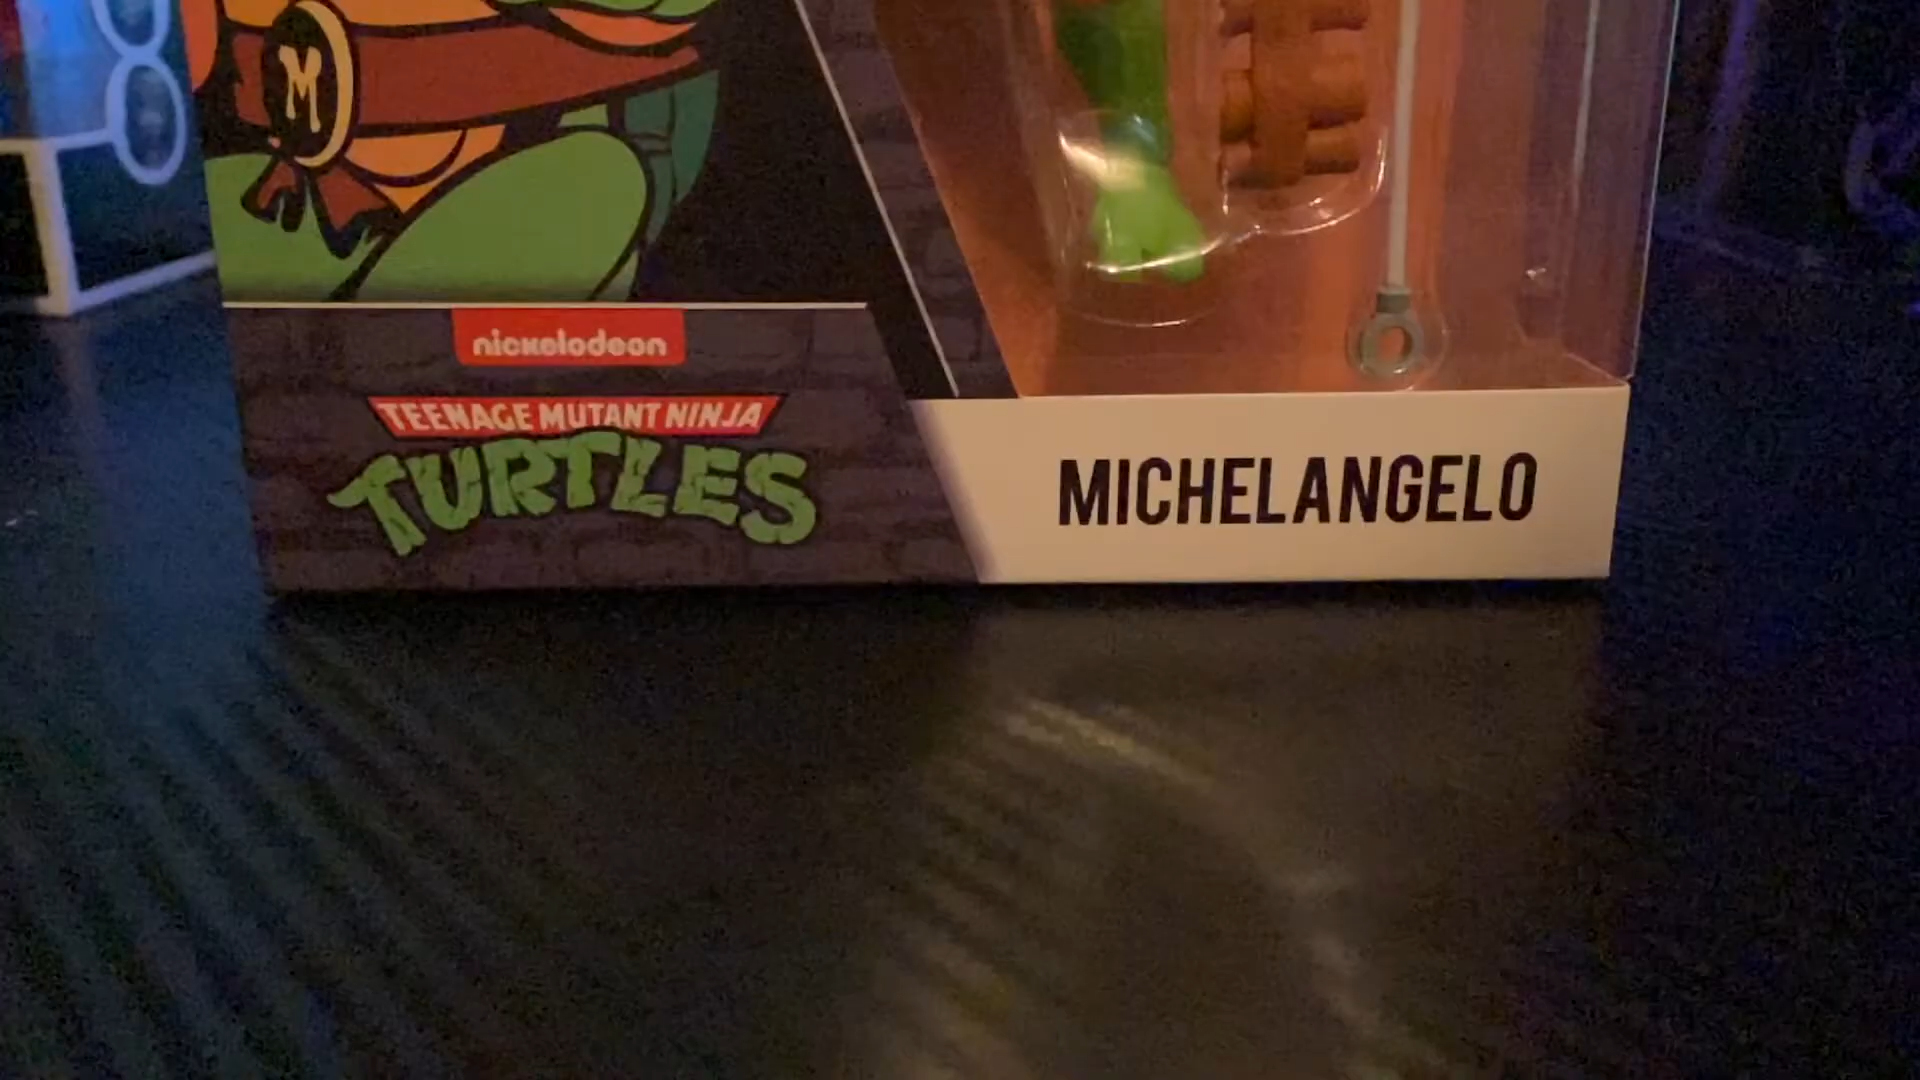 M
nickelodeon
TEENAGE MUTANT NINJA
TURTLES
MICHELANGELO